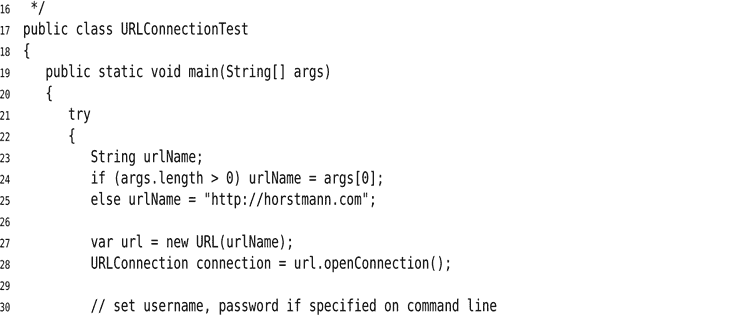 16  */
17 public class URLConnectionTest
18 {
19    public static void main(String[] args)
20    {
21       try
22       {
23          String urlName;
24          if (args.length > 0) urlName = args[0];
25          else urlName = "http://horstmann.com";
26
27          var url = new URL(urlName);
28          URLConnection connection = url.openConnection();
29
30          // set username, password if specified on command line